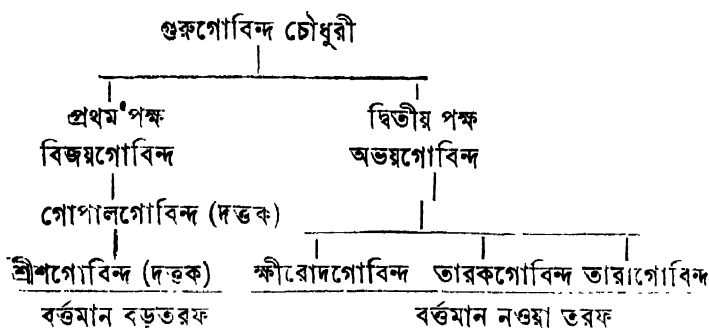 গুরুগোবিন্দ চৌধুরী
প্রথম পক্ষ দ্বিতীয় পক্ষ
বিজয়গোবিন্দ অভয়গোবিন্দ
গোপালগোবিন্দ (দত্তক)
শ্রীশগোবিন্দ (দত্তক) ক্ষীরোদগোবিন্দ তারকগোবিন্দ তারাগোবিন্দ
বর্ত্তমান বড়তরফ বর্ত্তমান নওয়া তরফ